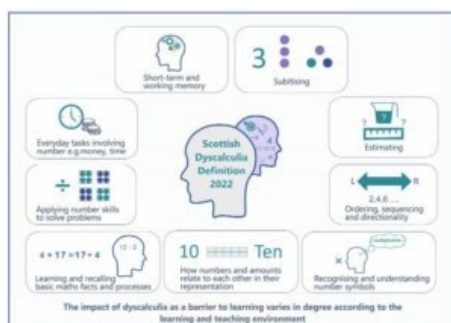 Short-term and
working memory
3
Subitising
Everyday tasks involving
number e.g.money, time
Scottish
Dyscalculia
Definition
2022
? ? ?
Estimating
÷
Applying number skills
to solve problems
L R
2,4,6 ....
Ordering, sequencing
and directionality
4 + 17 = 17 + 4
Learning and recalling
basic maths facts and processes
10 Ten
How numbers and amounts
relate to each other in their
representation
×
Recognising and understanding
number symbols
The impact of dyscalculia as a barrier to learning varies in degree according to the
learning and teaching environment